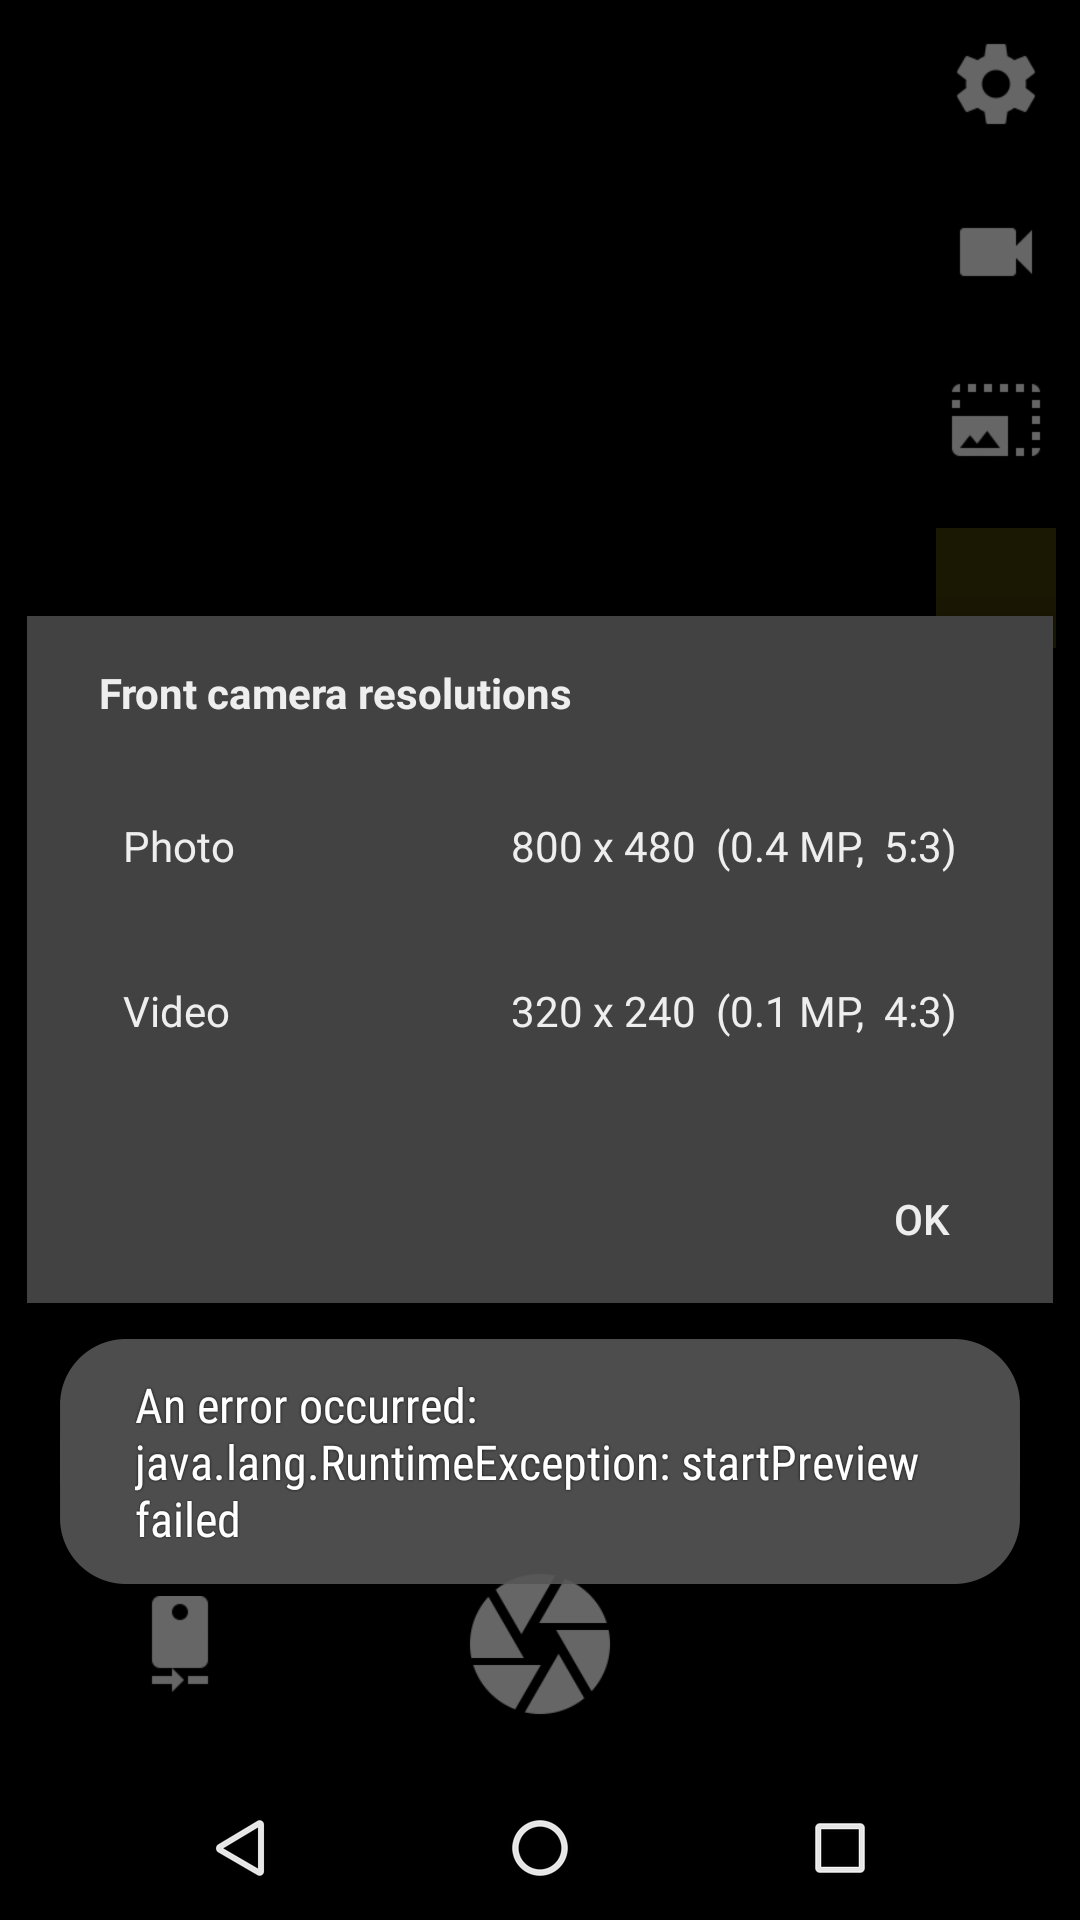 Front camera resolutions
Photo 800 x 480 (0.4 MP, 5:3)
Video 320 x 240 (0.1 MP, 4:3)
OK
An error occurred:
java.lang.RuntimeException: startPreview
failed